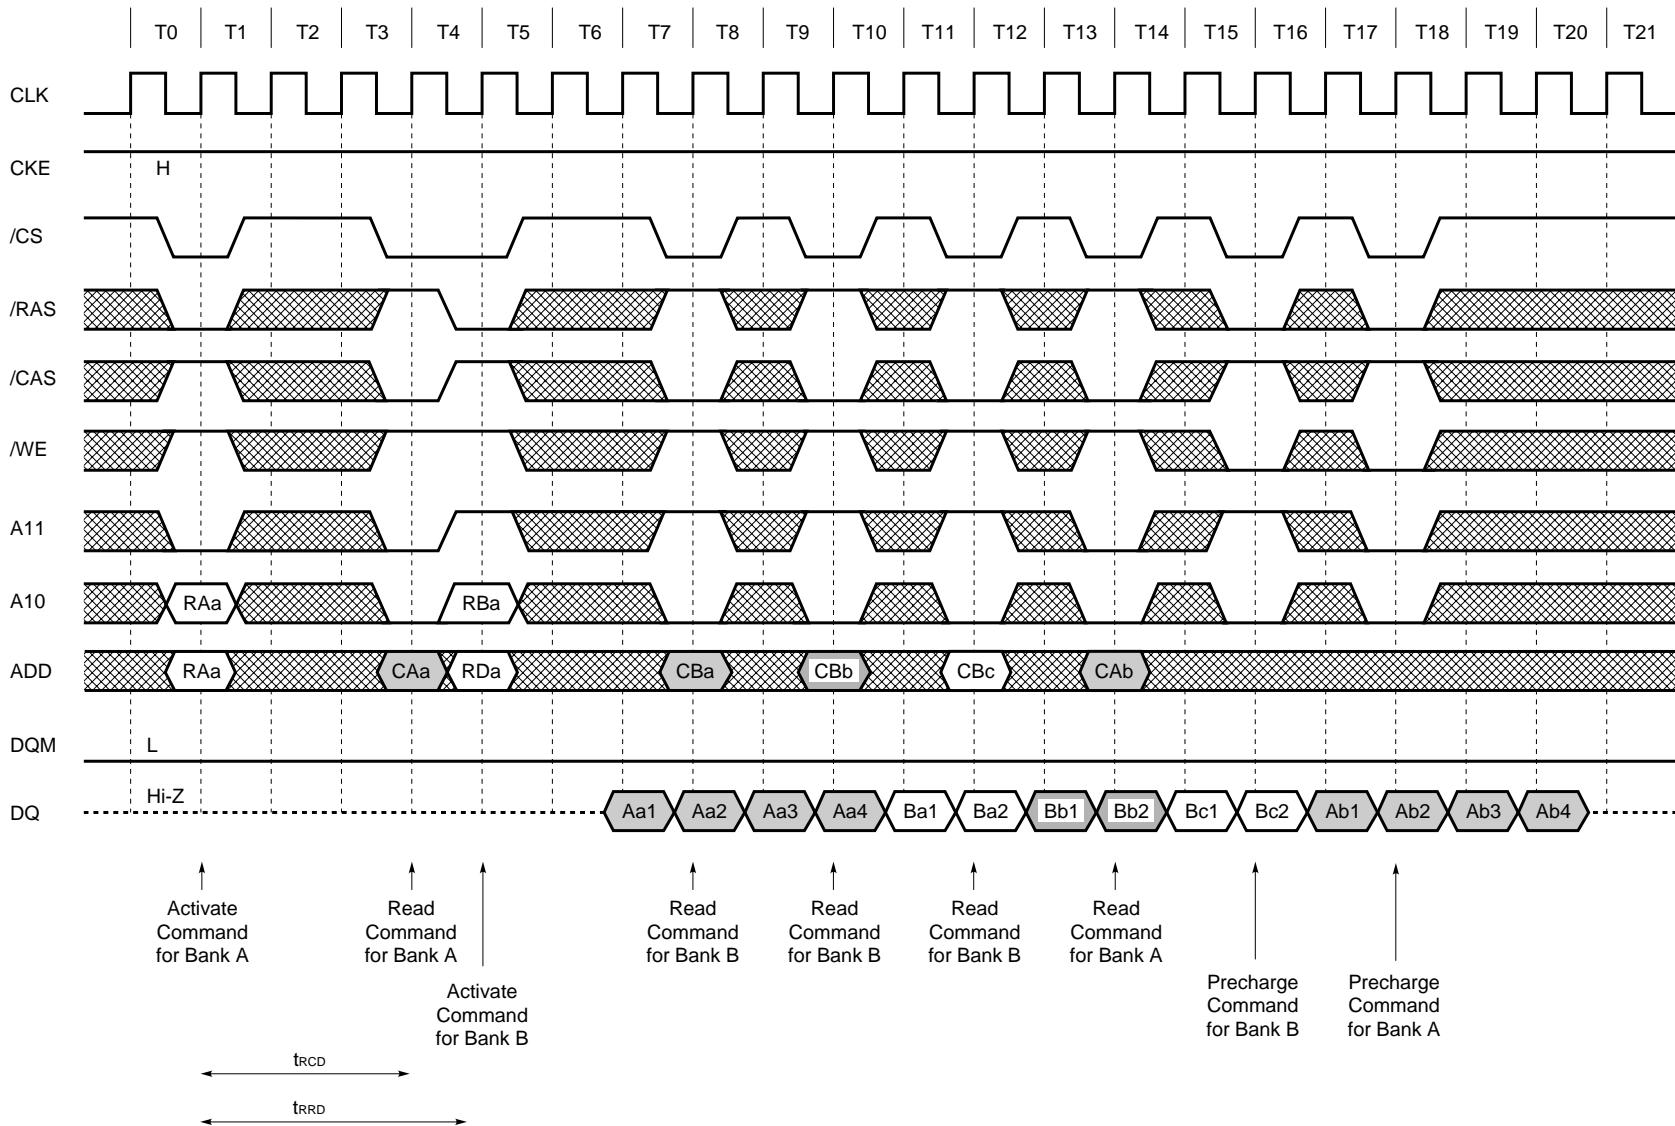 T0 T1 T2 T3 T4 T5 T6 T7 T8 T9 T10 T11 T12 T13 T14 T15 T16 T17 T18 T19 T20 T21
CLK
CKE H
/CS
/RAS
/CAS
/WE
A11
A10 RAa RBa
ADD RAa CAa RDa CBa CBb CBc CAb
DQM L
Hi-Z
DQ Aa1 Aa2 Aa3 Aa4 Ba1 Ba2 Bb1 Bb2 Bc1 Bc2 Ab1 Ab2 Ab3 Ab4
Activate
Command
for Bank A
Read
Command
for Bank A
Activate
Command
for Bank B
Read
Command
for Bank B
Read
Command
for Bank B
Read
Command
for Bank B
Read
Command
for Bank A
Precharge
Command
for Bank B
Precharge
Command
for Bank A
tRCD
tRRD